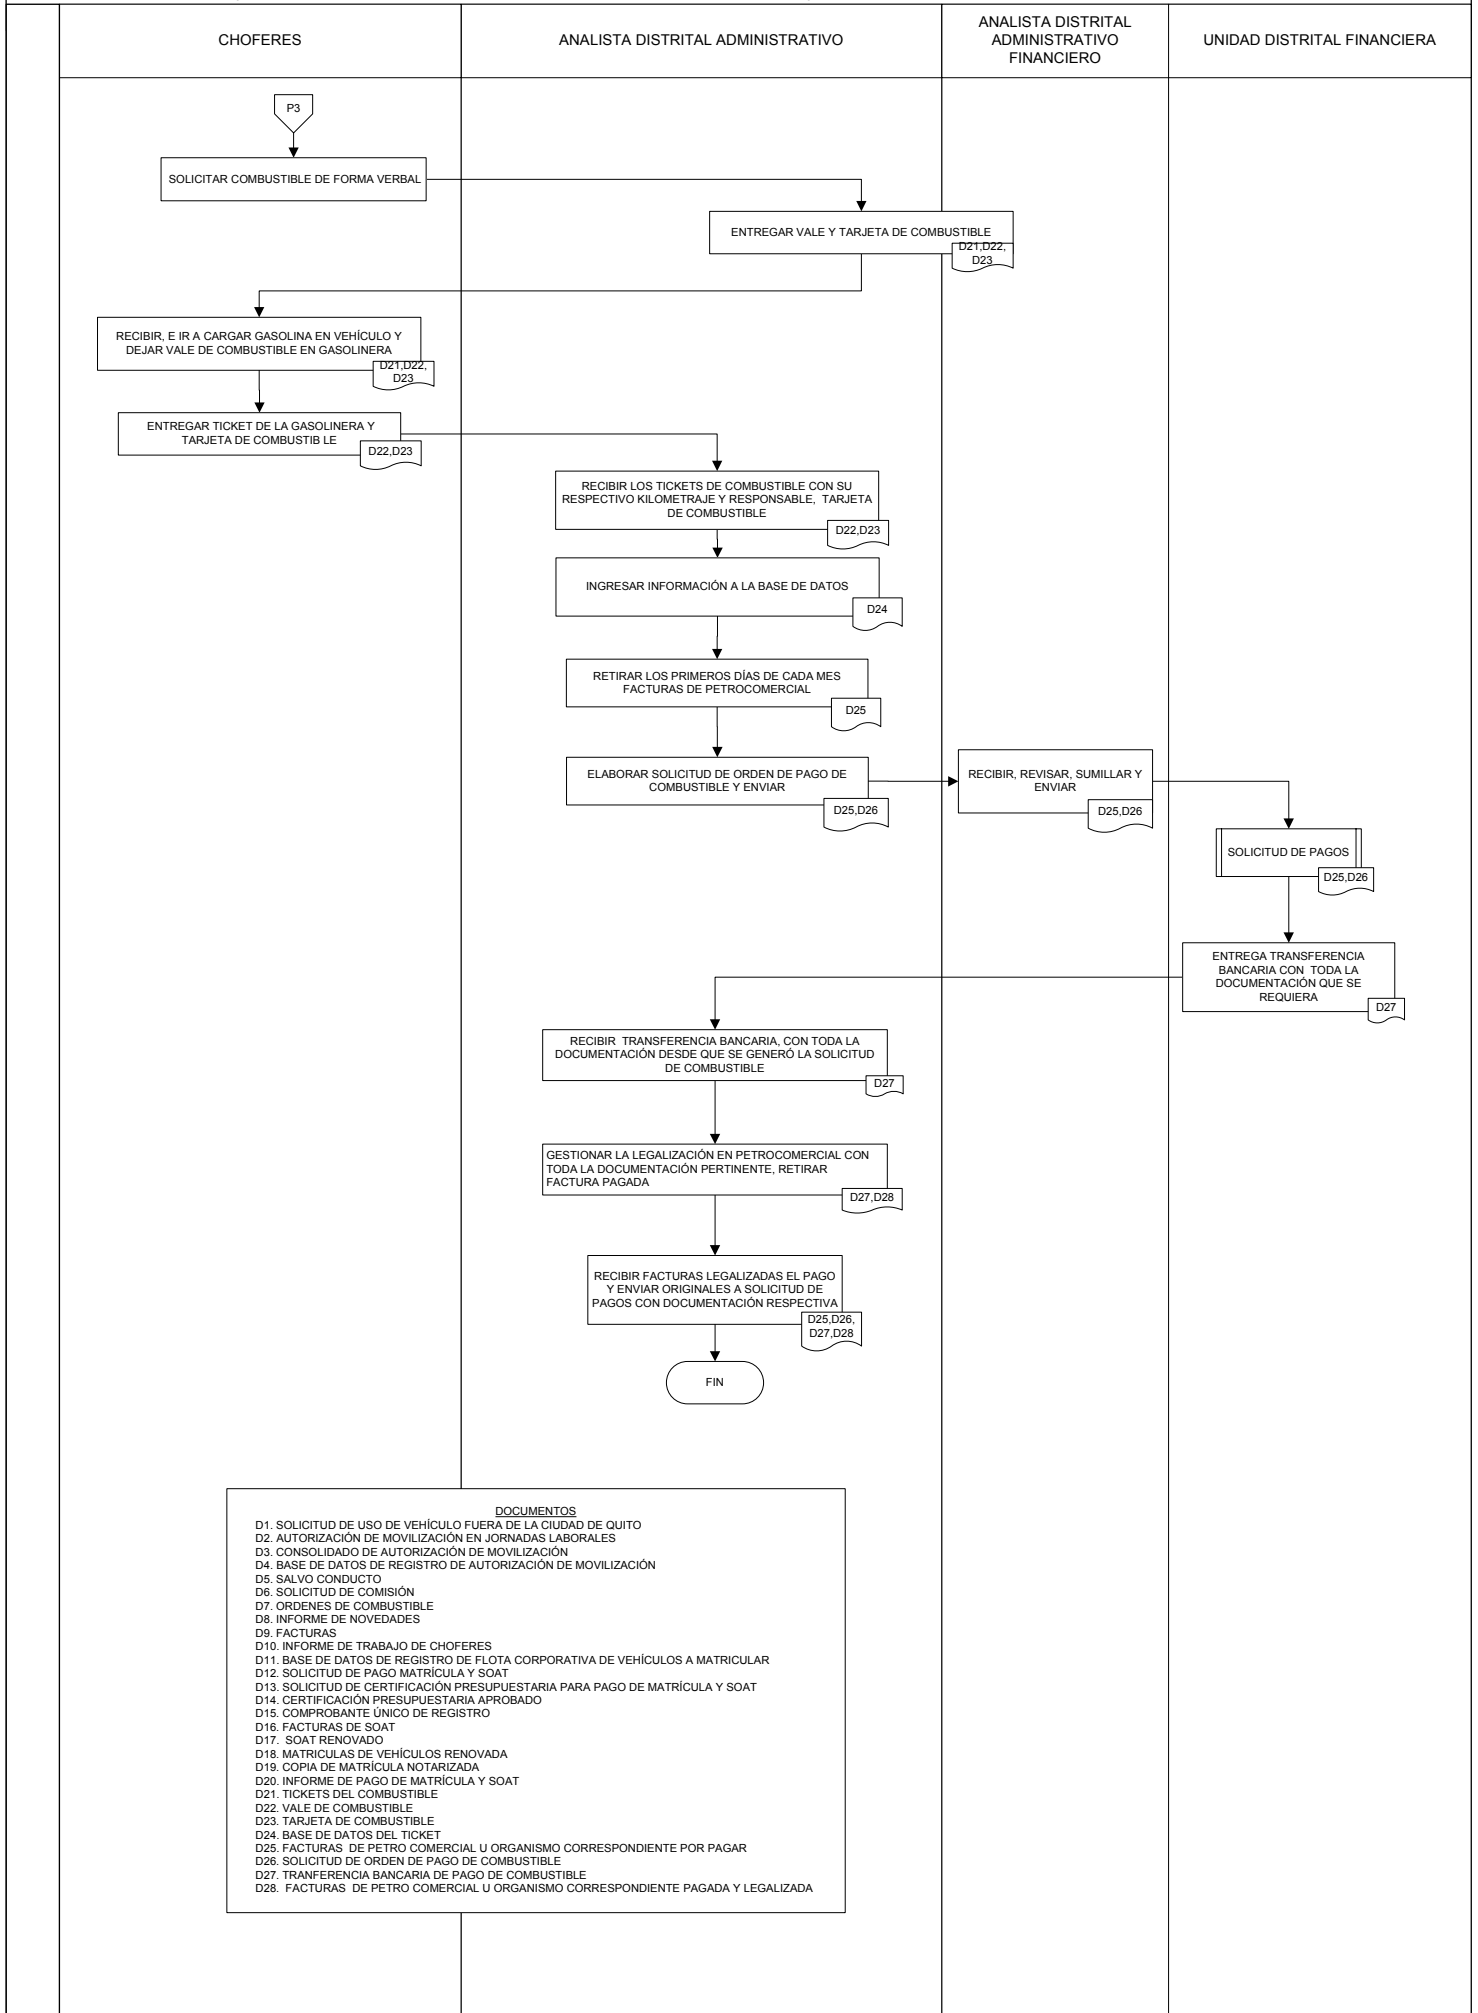 CHOFERES
ANALISTA DISTRITAL ADMINISTRATIVO
ANALISTA DISTRITAL
ADMINISTRATIVO
FINANCIERO
UNIDAD DISTRITAL FINANCIERA
P3
SOLICITAR COMBUSTIBLE DE FORMA VERBAL
ENTREGAR VALE Y TARJETA DE COMBUSTIBLE
D21,D22,
D23
RECIBIR, E IR A CARGAR GASOLINA EN VEHÍCULO Y
DEJAR VALE DE COMBUSTIBLE EN GASOLINERA
D21,D22,
D23
ENTREGAR TICKET DE LA GASOLINERA Y
TARJETA DE COMBUSTIB LE
D22,D23
RECIBIR LOS TICKETS DE COMBUSTIBLE CON SU
RESPECTIVO KILOMETRAJE Y RESPONSABLE, TARJETA
DE COMBUSTIBLE
D22,D23
INGRESAR INFORMACIÓN A LA BASE DE DATOS
D24
RETIRAR LOS PRIMEROS DÍAS DE CADA MES
FACTURAS DE PETROCOMERCIAL
D25
ELABORAR SOLICITUD DE ORDEN DE PAGO DE
COMBUSTIBLE Y ENVIAR
D25,D26
RECIBIR, REVISAR, SUMILLAR Y
ENVIAR
D25,D26
SOLICITUD DE PAGOS
D25,D26
ENTREGA TRANSFERENCIA
BANCARIA CON TODA LA
DOCUMENTACIÓN QUE SE
REQUIERA
D27
RECIBIR TRANSFERENCIA BANCARIA, CON TODA LA
DOCUMENTACIÓN DESDE QUE SE GENERÓ LA SOLICITUD
DE COMBUSTIBLE
D27
GESTIONAR LA LEGALIZACIÓN EN PETROCOMERCIAL CON
TODA LA DOCUMENTACIÓN PERTINENTE, RETIRAR
FACTURA PAGADA
D27,D28
RECIBIR FACTURAS LEGALIZADAS EL PAGO
Y ENVIAR ORIGINALES A SOLICITUD DE
PAGOS CON DOCUMENTACIÓN RESPECTIVA
D25,D26,
D27,D28
FIN
DOCUMENTOS
D1. SOLICITUD DE USO DE VEHÍCULO FUERA DE LA CIUDAD DE QUITO
D2. AUTORIZACIÓN DE MOVILIZACIÓN EN JORNADAS LABORALES
D3. CONSOLIDADO DE AUTORIZACIÓN DE MOVILIZACIÓN
D4. BASE DE DATOS DE REGISTRO DE AUTORIZACIÓN DE MOVILIZACIÓN
D5. SALVO CONDUCTO
D6. SOLICITUD DE COMISIÓN
D7. ORDENES DE COMBUSTIBLE
D8. INFORME DE NOVEDADES
D9. FACTURAS
D10. INFORME DE TRABAJO DE CHOFERES
D11. BASE DE DATOS DE REGISTRO DE FLOTA CORPORATIVA DE VEHÍCULOS A MATRICULAR
D12. SOLICITUD DE PAGO MATRÍCULA Y SOAT
D13. SOLICITUD DE CERTIFICACIÓN PRESUPUESTARIA PARA PAGO DE MATRÍCULA Y SOAT
D14. CERTIFICACIÓN PRESUPUESTARIA APROBADO
D15. COMPROBANTE ÚNICO DE REGISTRO
D16. FACTURAS DE SOAT
D17. SOAT RENOVADO
D18. MATRICULAS DE VEHÍCULOS RENOVADA
D19. COPIA DE MATRÍCULA NOTARIZADA
D20. INFORME DE PAGO DE MATRÍCULA Y SOAT
D21. TICKETS DEL COMBUSTIBLE
D22. VALE DE COMBUSTIBLE
D23. TARJETA DE COMBUSTIBLE
D24. BASE DE DATOS DEL TICKET
D25. FACTURAS DE PETRO COMERCIAL U ORGANISMO CORRESPONDIENTE POR PAGAR
D26. SOLICITUD DE ORDEN DE PAGO DE COMBUSTIBLE
D27. TRANFERENCIA BANCARIA DE PAGO DE COMBUSTIBLE
D28. FACTURAS DE PETRO COMERCIAL U ORGANISMO CORRESPONDIENTE PAGADA Y LEGALIZADA